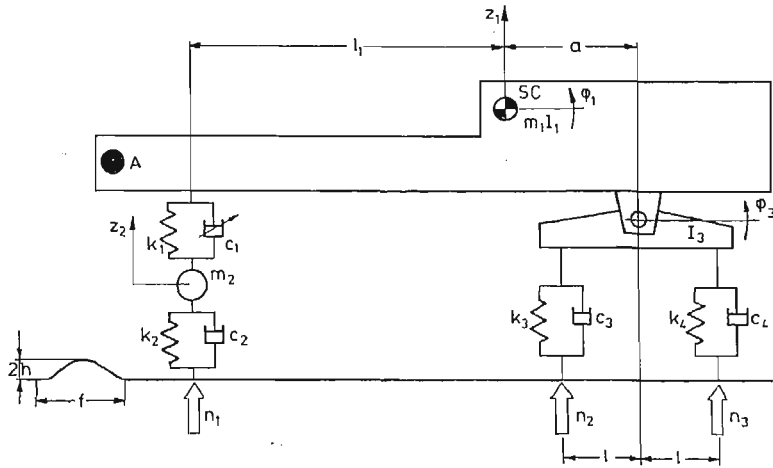 z₁
l₁
a
SC
φ₁
m₁I₁
A
φ₃
z₂
k₁
c₁
I₃
m₂
k₂
c₂
k₃
c₃
k₄
c₄
2h
f
n₁
n₂
n₃
l
l